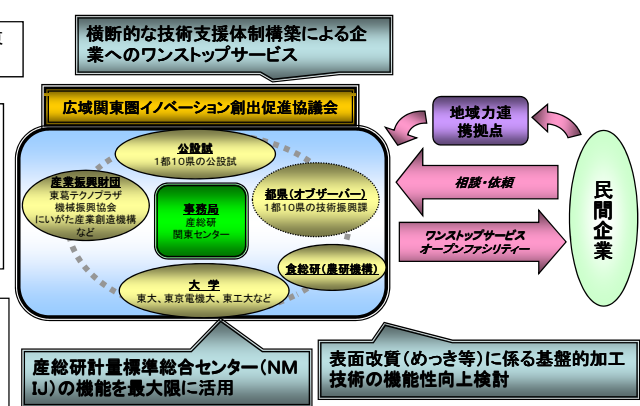 横断的な技術支援体制構築による企
業へのワンストップサービス
広域関東圏イノベーション創出促進協議会
地域力連
携拠点
公設試
1都10県の公設試
産業振興財団
東葛テクノプラザ
機械振興協会
にいがた産業創造機構
など
都県(オブザーバー)
1都10県の技術振興課
事務局
産総研
関東センター
相談・依頼
民間企業
ワンストップサービス
オープンファシリティー
食総研(農研機構)
大 学
東大、東京電機大、東工大など
産総研計量標準総合センター(NM
IJ)の機能を最大限に活用
表面改質(めっき等)に係る基盤的加工
技術の機能性向上検討